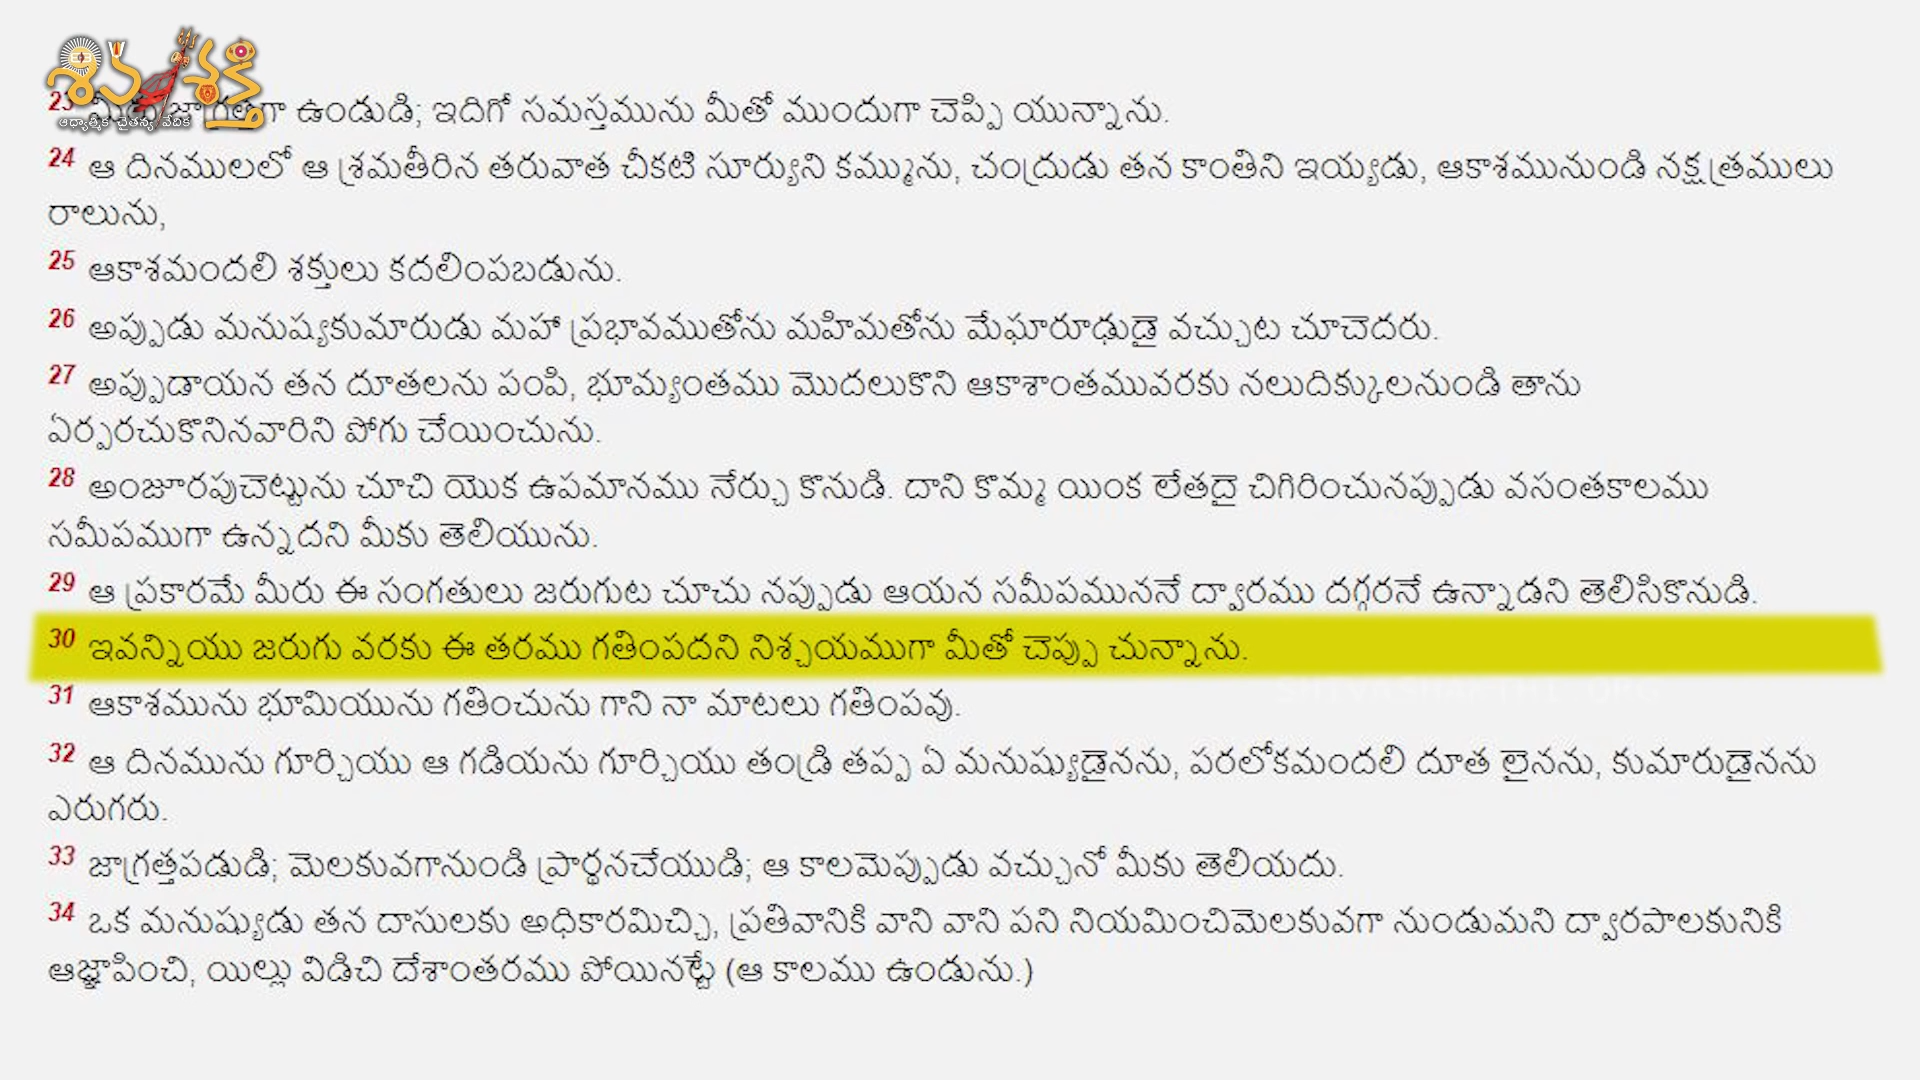 శివ శక్తి
ఆధ్యాత్మిక చైతన్య వేదిక
23 ఉండుడి; ఇదిగో సమస్తమును మీతో ముందుగా చెప్పి యున్నాను.
24 ఆ దినములలో ఆ శ్రమతీరిన తరువాత చీకటి సూర్యుని కమ్మును, చంద్రుడు తన కాంతిని ఇయ్యడు, ఆకాశమునుండి నక్షత్రములు
రాలును,
25 ఆకాశమందలి శక్తులు కదలింపబడును.
26 అప్పుడు మనుష్యకుమారుడు మహా ప్రభావముతోను మహిమతోను మేఘారూఢుడై వచ్చుట చూచెదరు.
27 అప్పుడాయన తన దూతలను పంపి, భూమ్యంతము మొదలుకొని ఆకాశాంతమువరకు నలుదిక్కులనుండి తాను
ఏర్పరచుకొనినవారిని పోగు చేయించును.
28 అంజూరపుచెట్టును చూచి యొక ఉపమానము నేర్చు కొనుడి. దాని కొమ్మ యింక లేతదై చిగిరించునప్పుడు వసంతకాలము
సమీపముగా ఉన్నదని మీకు తెలియును.
29 ఆ ప్రకారమే మీరు ఈ సంగతులు జరుగుట చూచు నప్పుడు ఆయన సమీపముననే ద్వారము దగ్గరనే ఉన్నాడని తెలిసికొనుడి.
30 ఇవన్నియు జరుగు వరకు ఈ తరము గతింపదని నిశ్చయముగా మీతో చెప్పు చున్నాను.
31 ఆకాశమును భూమియును గతించును గాని నా మాటలు గతింపవు.
32 ఆ దినమును గూర్చియు ఆ గడియను గూర్చియు తండ్రి తప్ప ఏ మనుష్యుడైనను, పరలోకమందలి దూత లైనను, కుమారుడైనను
ఎరుగరు.
33 జాగ్రత్తపడుడి; మెలకువగానుండి ప్రార్థనచేయుడి; ఆ కాలమెప్పుడు వచ్చునో మీకు తెలియదు.
34 ఒక మనుష్యుడు తన దాసులకు అధికారమిచ్చి, ప్రతివానికి వాని వాని పని నియమించిమెలకువగా నుండుమని ద్వారపాలకునికి
ఆజ్ఞాపించి, యిల్లు విడిచి దేశాంతరము పోయినట్టే (ఆ కాలము ఉండును.)